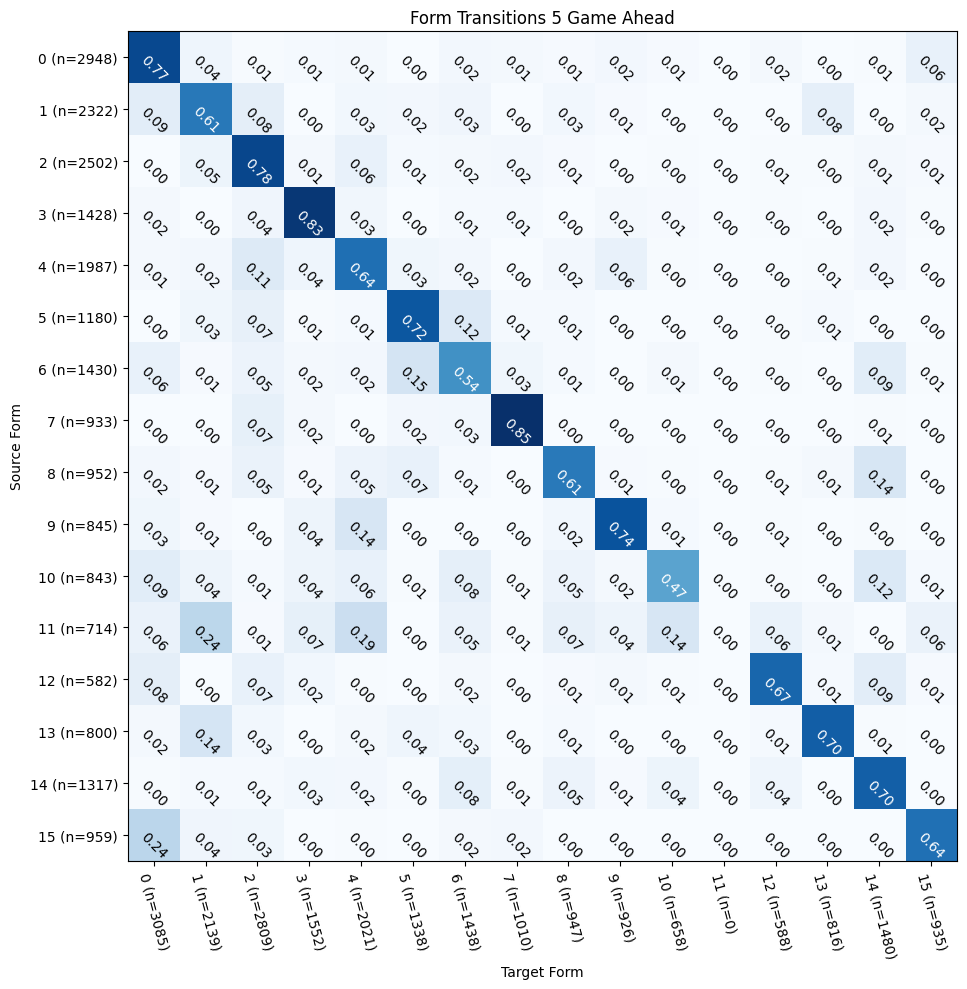 Form Transitions 5 Game Ahead
0 (n=2948) 0.77 0.04 0.01 0.01 0.01 0.00 0.02 0.01 0.01 0.02 0.01 0.00 0.02 0.00 0.01 0.06
1 (n=2322) 0.09 0.61 0.08 0.00 0.03 0.02 0.03 0.00 0.03 0.01 0.00 0.00 0.00 0.08 0.00 0.02
2 (n=2502) 0.00 0.05 0.78 0.01 0.06 0.01 0.02 0.02 0.01 0.00 0.00 0.00 0.01 0.00 0.01 0.01
3 (n=1428) 0.02 0.00 0.04 0.83 0.03 0.00 0.01 0.01 0.00 0.02 0.01 0.00 0.00 0.00 0.02 0.00
4 (n=1987) 0.01 0.02 0.11 0.04 0.64 0.03 0.02 0.00 0.02 0.06 0.00 0.00 0.00 0.01 0.02 0.00
5 (n=1180) 0.00 0.03 0.07 0.01 0.01 0.72 0.12 0.01 0.01 0.00 0.00 0.00 0.00 0.01 0.00 0.00
6 (n=1430) 0.06 0.01 0.05 0.02 0.02 0.15 0.54 0.03 0.01 0.00 0.01 0.00 0.00 0.00 0.09 0.01
7 (n=933) 0.00 0.00 0.07 0.02 0.00 0.02 0.03 0.85 0.00 0.00 0.00 0.00 0.00 0.00 0.01 0.00
8 (n=952) 0.02 0.01 0.05 0.01 0.05 0.07 0.01 0.00 0.61 0.01 0.00 0.00 0.01 0.01 0.14 0.00
9 (n=845) 0.03 0.01 0.00 0.04 0.14 0.00 0.00 0.00 0.02 0.74 0.01 0.00 0.01 0.00 0.00 0.00
10 (n=843) 0.09 0.04 0.01 0.04 0.06 0.01 0.08 0.01 0.05 0.02 0.47 0.00 0.00 0.00 0.12 0.01
11 (n=714) 0.06 0.24 0.01 0.07 0.19 0.00 0.05 0.01 0.07 0.04 0.14 0.00 0.06 0.01 0.00 0.06
12 (n=582) 0.08 0.00 0.07 0.02 0.00 0.00 0.02 0.00 0.01 0.01 0.01 0.00 0.67 0.01 0.09 0.01
13 (n=800) 0.02 0.14 0.03 0.00 0.02 0.04 0.03 0.00 0.01 0.00 0.00 0.00 0.01 0.70 0.01 0.00
14 (n=1317) 0.00 0.01 0.01 0.03 0.02 0.00 0.08 0.01 0.05 0.01 0.04 0.00 0.04 0.00 0.70 0.00
15 (n=959) 0.24 0.04 0.03 0.00 0.00 0.00 0.02 0.02 0.00 0.00 0.00 0.00 0.00 0.00 0.00 0.64
Source Form
0 (n=3085) 1 (n=2139) 2 (n=2809) 3 (n=1552) 4 (n=2021) 5 (n=1338) 6 (n=1438) 7 (n=1010) 8 (n=947) 9 (n=926) 10 (n=658) 11 (n=0) 12 (n=588) 13 (n=816) 14 (n=1480) 15 (n=935)
Target Form